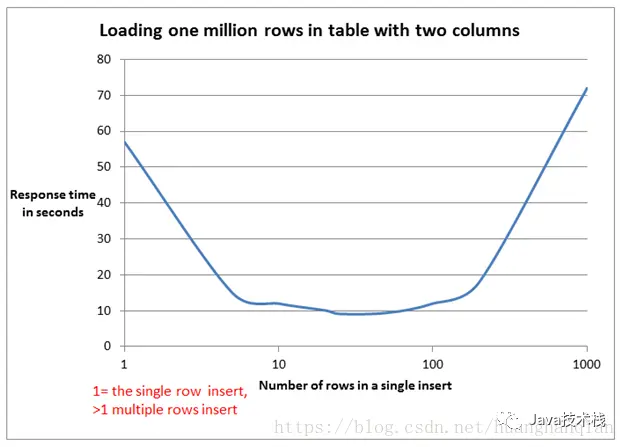 Loading one million rows in table with two columns
80
70
60
50
40
30
20
10
0
Response time
in seconds
1
10
100
1000
Number of rows in a single insert
1= the single row insert,
>1 multiple rows insert
Java技术栈
https://blog.csdn.net/huanghanqian